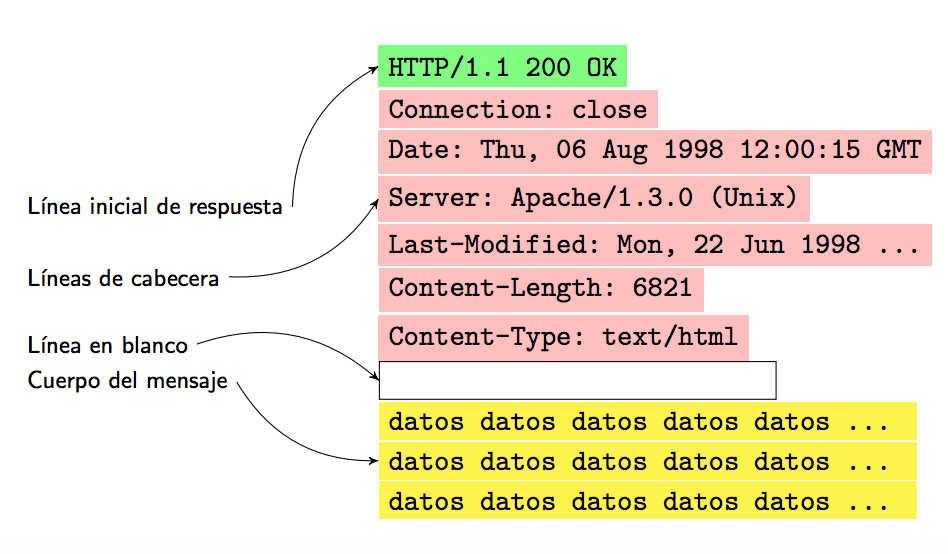 HTTP/1.1 200 OK
Connection: close
Date: Thu, 06 Aug 1998 12:00:15 GMT
Línea inicial de respuesta
Server: Apache/1.3.0 (Unix)
Last-Modified: Mon, 22 Jun 1998 ...
Líneas de cabecera
Content-Length: 6821
Content-Type: text/html
Línea en blanco
Cuerpo del mensaje
datos datos datos datos datos ...
datos datos datos datos datos ...
datos datos datos datos datos ...